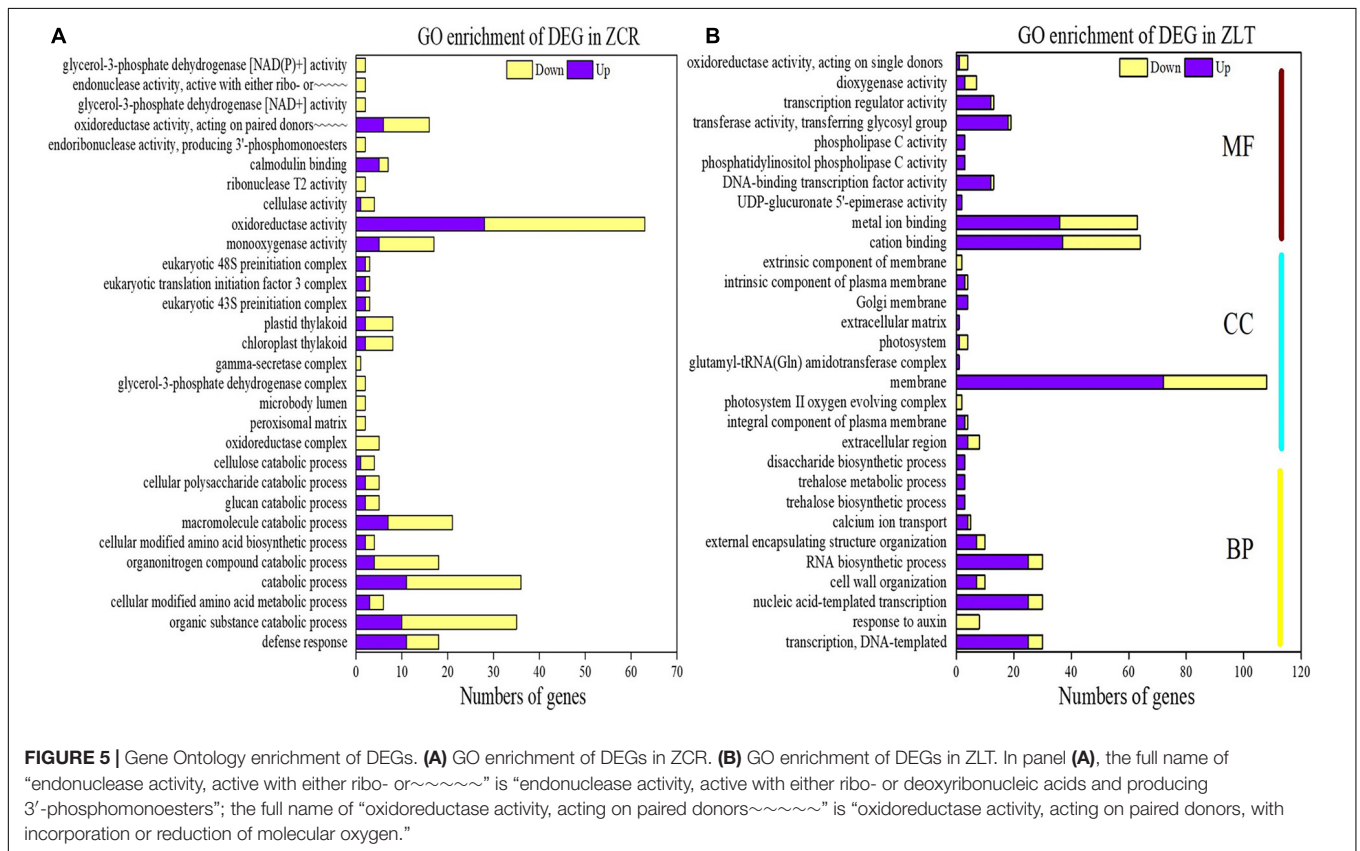 A
GO enrichment of DEG in ZCR
Down Up
glycerol-3-phosphate dehydrogenase [NAD(P)+] activity
endonuclease activity, active with either ribo- or~~~~~
glycerol-3-phosphate dehydrogenase [NAD+] activity
oxidoreductase activity, acting on paired donors~~~~~
endoribonuclease activity, producing 3'-phosphomonoesters
calmodulin binding
ribonuclease T2 activity
cellulase activity
oxidoreductase activity
monooxygenase activity
eukaryotic 48S preinitiation complex
eukaryotic translation initiation factor 3 complex
eukaryotic 43S preinitiation complex
plastid thylakoid
chloroplast thylakoid
gamma-secretase complex
glycerol-3-phosphate dehydrogenase complex
microbody lumen
peroxisomal matrix
oxidoreductase complex
cellulose catabolic process
cellular polysaccharide catabolic process
glucan catabolic process
macromolecule catabolic process
cellular modified amino acid biosynthetic process
organonitrogen compound catabolic process
catabolic process
cellular modified amino acid metabolic process
organic substance catabolic process
defense response
0 10 20 30 40 50 60 70
Numbers of genes
B
GO enrichment of DEG in ZLT
Down Up
oxidoreductase activity, acting on single donors
dioxygenase activity
transcription regulator activity
transferase activity, transferring glycosyl group
phospholipase C activity
phosphatidylinositol phospholipase C activity
DNA-binding transcription factor activity
UDP-glucuronate 5'-epimerase activity
metal ion binding
cation binding
extrinsic component of membrane
intrinsic component of plasma membrane
Golgi membrane
extracellular matrix
photosystem
glutamyl-tRNA(Gln) amidotransferase complex
membrane
photosystem II oxygen evolving complex
integral component of plasma membrane
extracellular region
disaccharide biosynthetic process
trehalose metabolic process
trehalose biosynthetic process
calcium ion transport
external encapsulating structure organization
RNA biosynthetic process
cell wall organization
nucleic acid-templated transcription
response to auxin
transcription, DNA-templated
MF
CC
BP
0 20 40 60 80 100 120
Numbers of genes
FIGURE 5 | Gene Ontology enrichment of DEGs. (A) GO enrichment of DEGs in ZCR. (B) GO enrichment of DEGs in ZLT. In panel (A), the full name of
“endonuclease activity, active with either ribo- or~~~~~” is “endonuclease activity, active with either ribo- or deoxyribonucleic acids and producing
3′-phosphomonoesters”; the full name of “oxidoreductase activity, acting on paired donors~~~~~” is “oxidoreductase activity, acting on paired donors, with
incorporation or reduction of molecular oxygen.”